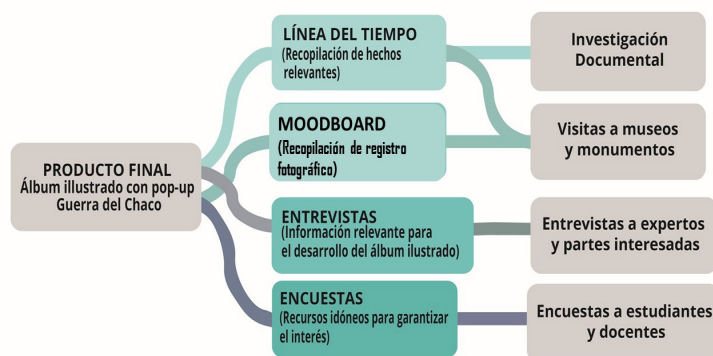 PRODUCTO FINAL
Álbum illustrado con pop-up
Guerra del Chaco
LÍNEA DEL TIEMPO
(Recopilación de hechos
relevantes)
MOODBOARD
(Recopilación de registro
fotográfico)
ENTREVISTAS
(Información relevante para
el desarrollo del álbum ilustrado)
ENCUESTAS
(Recursos idóneos para garantizar
el interés)
Investigación
Documental
Visitas a museos
y monumentos
Entrevistas a expertos
y partes interesadas
Encuestas a estudiantes
y docentes